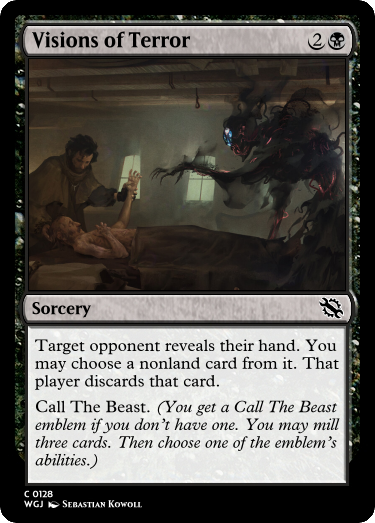 Visions of Terror 2
Sorcery
Target opponent reveals their hand. You
may choose a nonland card from it. That
player discards that card.
Call The Beast. (You get a Call The Beast
emblem if you don't have one. You may mill
three cards. Then choose one of the emblem's
abilities.)
C 0128
WGJ Sebastian Kowoll